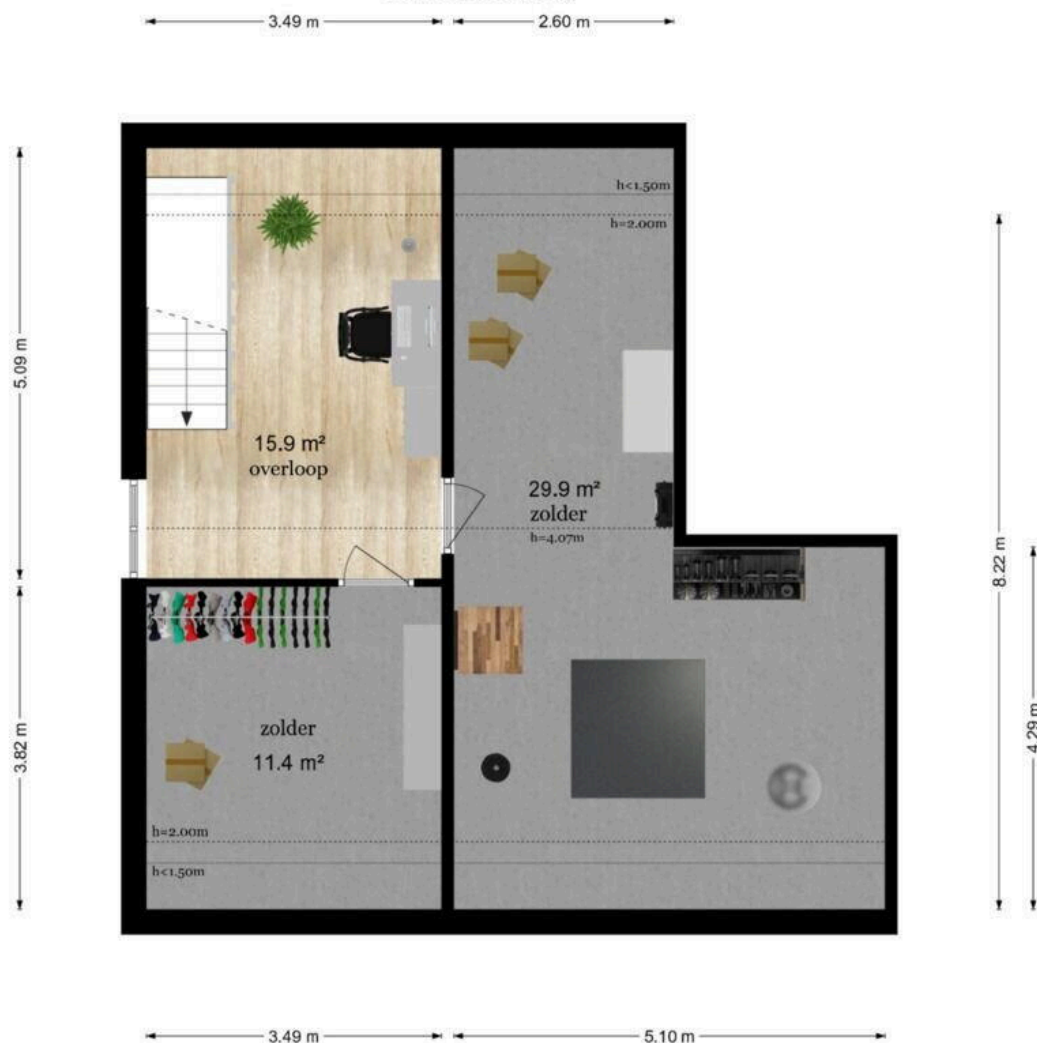 3.49 m
2.60 m
h<1.50m
h=2.00m
5.09 m
15.9 m²
overloop
29.9 m²
zolder
h=4.07m
8.22 m
3.82 m
zolder
11.4 m²
4.29 m
h=2.00m
h<1.50m
3.49 m
5.10 m